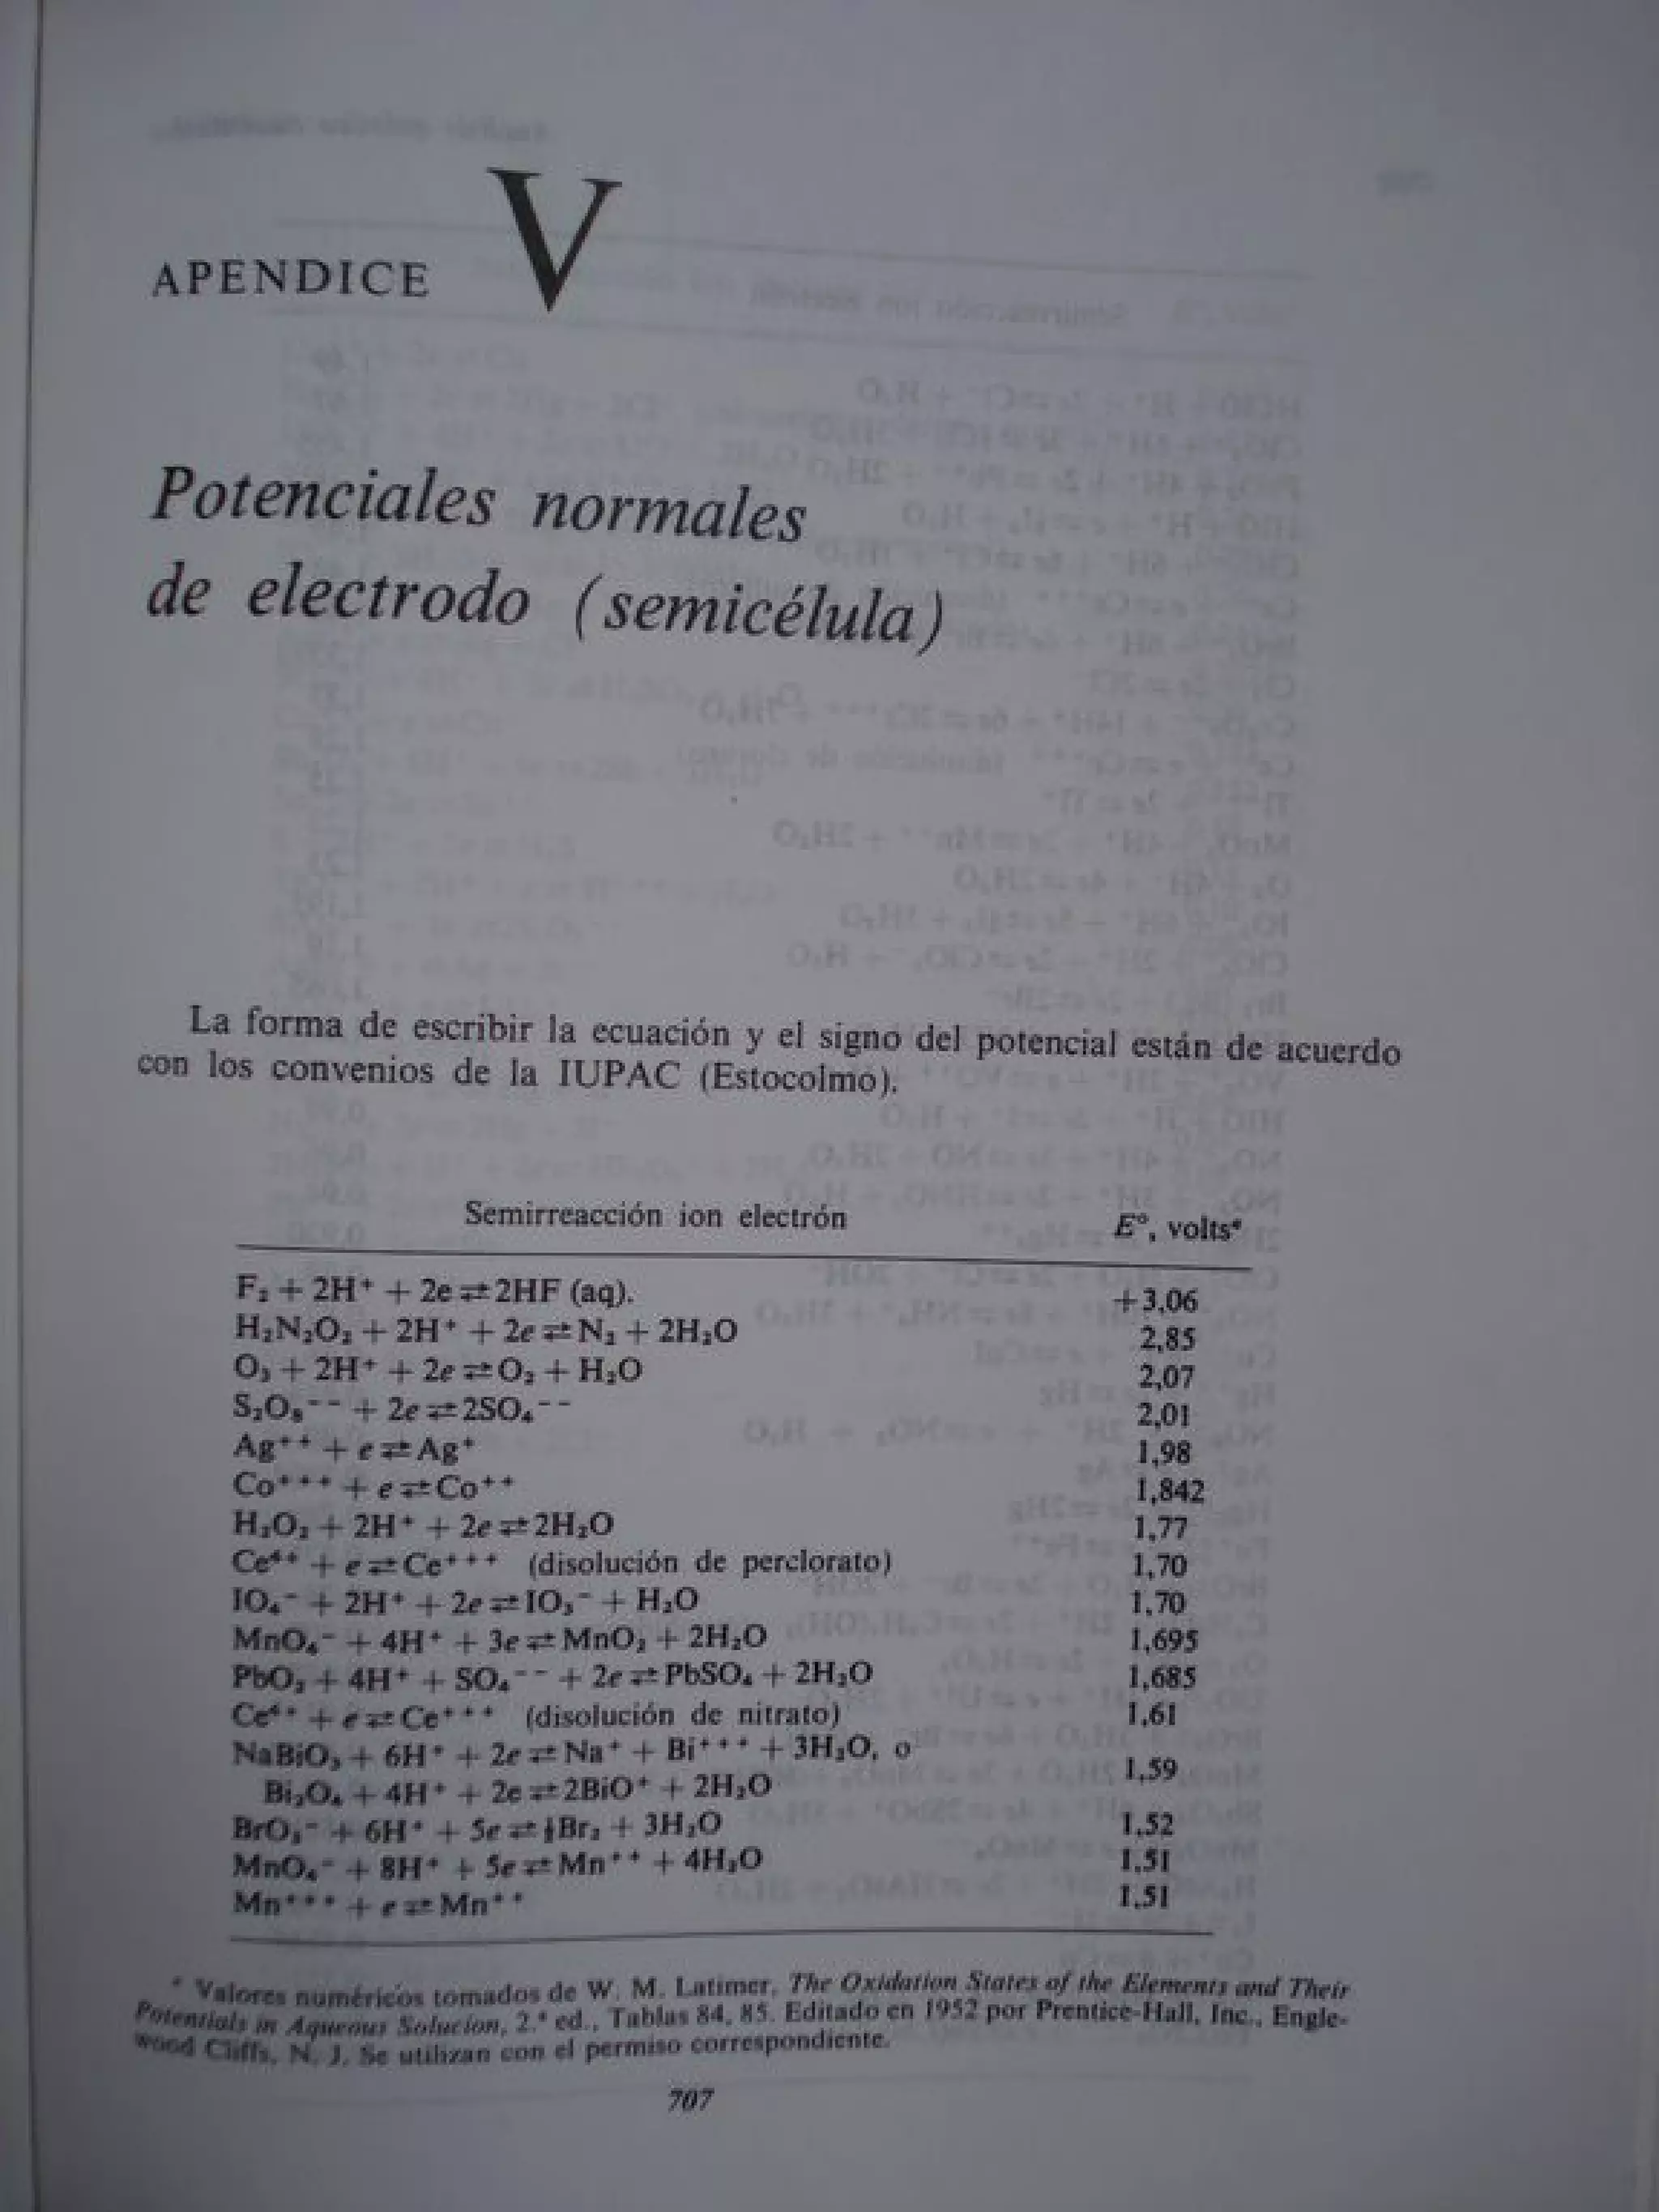 APENDICE V
Potenciales normales
de electrodo (semicélula)
La forma de escribir la ecuación y el signo del potencial están de acuerdo
con los convenios de la IUPAC (Estocolmo).
Semirreacción ion electrón E°, volts*
F₂ + 2H⁺ + 2e ⇄ 2HF (aq). +3,06
H₂N₂O₂ + 2H⁺ + 2e ⇄ N₂ + 2H₂O 2,85
O₃ + 2H⁺ + 2e ⇄ O₂ + H₂O 2,07
S₂O₈⁻⁻ + 2e ⇄ 2SO₄⁻⁻ 2,01
Ag⁺⁺ + e ⇄ Ag⁺ 1,98
Co⁺⁺⁺ + e ⇄ Co⁺⁺ 1,842
H₂O₂ + 2H⁺ + 2e ⇄ 2H₂O 1,77
Ce⁴⁺ + e ⇄ Ce⁺⁺⁺ (disolución de perclorato) 1,70
IO₄⁻ + 2H⁺ + 2e ⇄ IO₃⁻ + H₂O 1,70
MnO₄⁻ + 4H⁺ + 3e ⇄ MnO₂ + 2H₂O 1,695
PbO₂ + 4H⁺ + SO₄⁻⁻ + 2e ⇄ PbSO₄ + 2H₂O 1,685
Ce⁴⁺ + e ⇄ Ce⁺⁺⁺ (disolución de nitrato) 1,61
NaBiO₃ + 6H⁺ + 2e ⇄ Na⁺ + Bi⁺⁺⁺ + 3H₂O, o
Bi₂O₄ + 4H⁺ + 2e ⇄ 2BiO⁺ + 2H₂O 1,59
BrO₃⁻ + 6H⁺ + 5e ⇄ ½Br₂ + 3H₂O 1,52
MnO₄⁻ + 8H⁺ + 5e ⇄ Mn⁺⁺ + 4H₂O 1,51
Mn⁺⁺⁺ + e ⇄ Mn⁺⁺ 1,51
* Valores numéricos tomados de W. M. Latimer, The Oxidation States of the Elements and Their
Potentials in Aqueous Solucion, 2.ª ed., Tablas 84, 85. Editado en 1952 por Prentice-Hall, Inc., Engle-
wood Cliffs, N. J. Se utilizan con el permiso correspondiente.
707